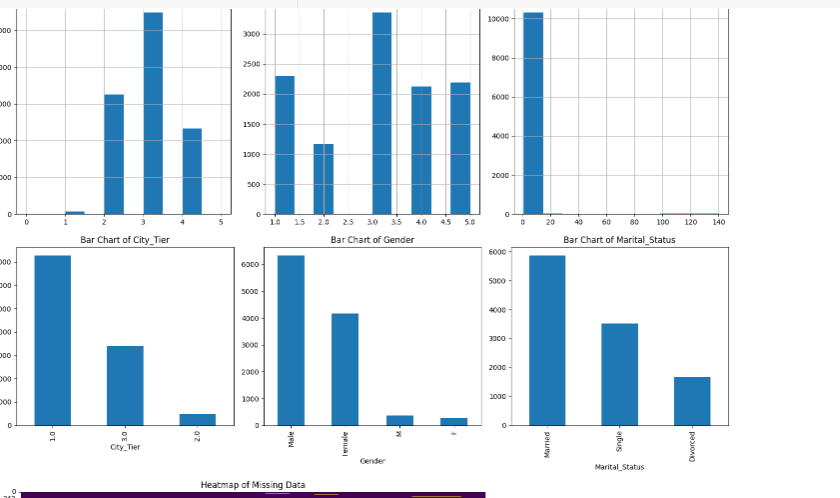 3500 10000
3000
2500 8000
2000 6000
1500
1000 4000
500 2000
0 0 0
0 1 2 3 4 5 1.0 1.5 2.0 2.5 3.0 3.5 4.0 4.5 5.0 0 20 40 60 80 100 120 140
Bar Chart of City_Tier Bar Chart of Gender Bar Chart of Marital_Status
6000 6000
5000 5000
4000 4000
3000 3000
2000 2000
1000 1000
0 0 0
1.0 3.0 2.0 Male Female M F Married Single Divorced
City_Tier Gender Marital_Status
Heatmap of Missing Data
0